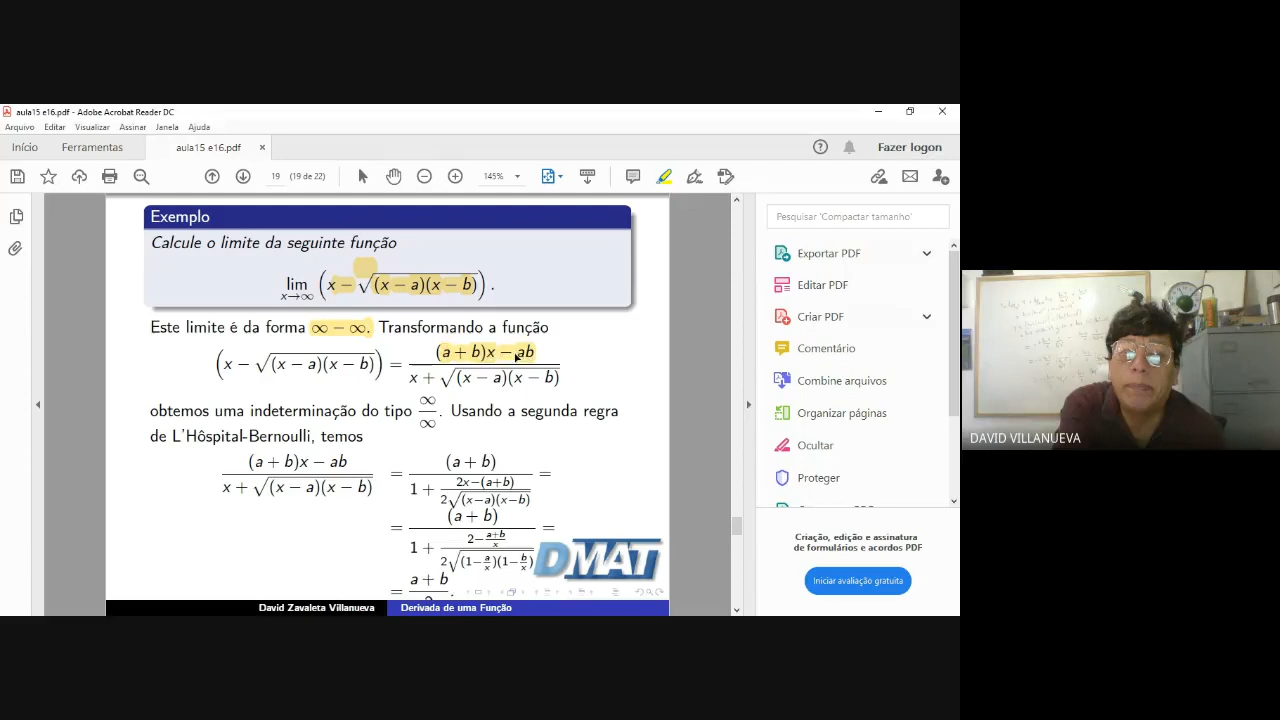 aula15 e16.pdf - Adobe Acrobat Reader DC
Arquivo Editar Visualizar Assinar Janela Ajuda
Início Ferramentas aula15 e16.pdf × Fazer logon
19 (19 de 22) 145%
Exemplo
Calcule o limite da seguinte função
lim x→∞ (x − √(x − a)(x − b)).
Este limite é da forma ∞ − ∞. Transformando a função
(x − √(x − a)(x − b)) = (a + b)x − ab / x + √(x − a)(x − b)
obtemos uma indeterminação do tipo ∞/∞. Usando a segunda regra
de L'Hôspital-Bernoulli, temos
(a + b)x − ab / x + √(x − a)(x − b) = (a + b) / 1 + 2x−(a+b) / 2√(x−a)(x−b) =
= (a + b) / 1 + 2− a+b/x / 2√(1− a/x)(1− b/x) =
= a + b / 2.
DMAT
David Zavaleta Villanueva Derivada de uma Função
Pesquisar 'Compactar tamanho'
Exportar PDF
Editar PDF
Criar PDF
Comentário
Combine arquivos
Organizar páginas
Ocultar
Proteger
Criação, edição e assinatura
de formulários e acordos PDF
Iniciar avaliação gratuita
DAVID VILLANUEVA